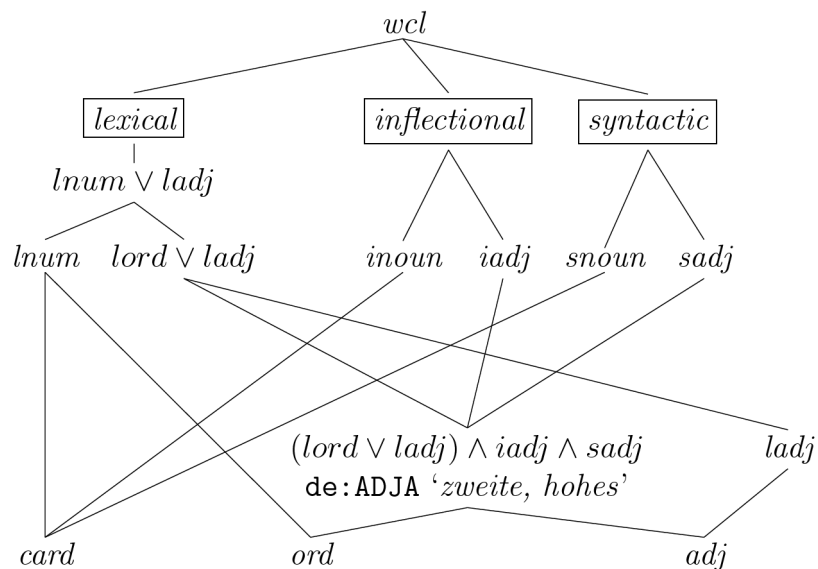 wcl
lexical inflectional syntactic
lnum ∨ ladj
lnum lord ∨ ladj inoun iadj snoun sadj
(lord ∨ ladj) ∧ iadj ∧ sadj ladj
de:ADJA ‘zweite, hohes’
card ord adj